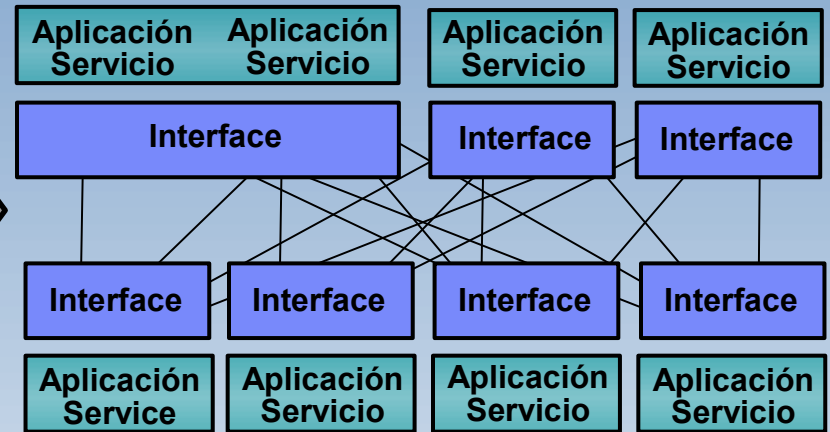 Aplicación Aplicación Aplicación Aplicación
Servicio Servicio Servicio Servicio
Interface Interface Interface
Interface Interface Interface Interface
Aplicación Aplicación Aplicación Aplicación
Service Servicio Servicio Servicio